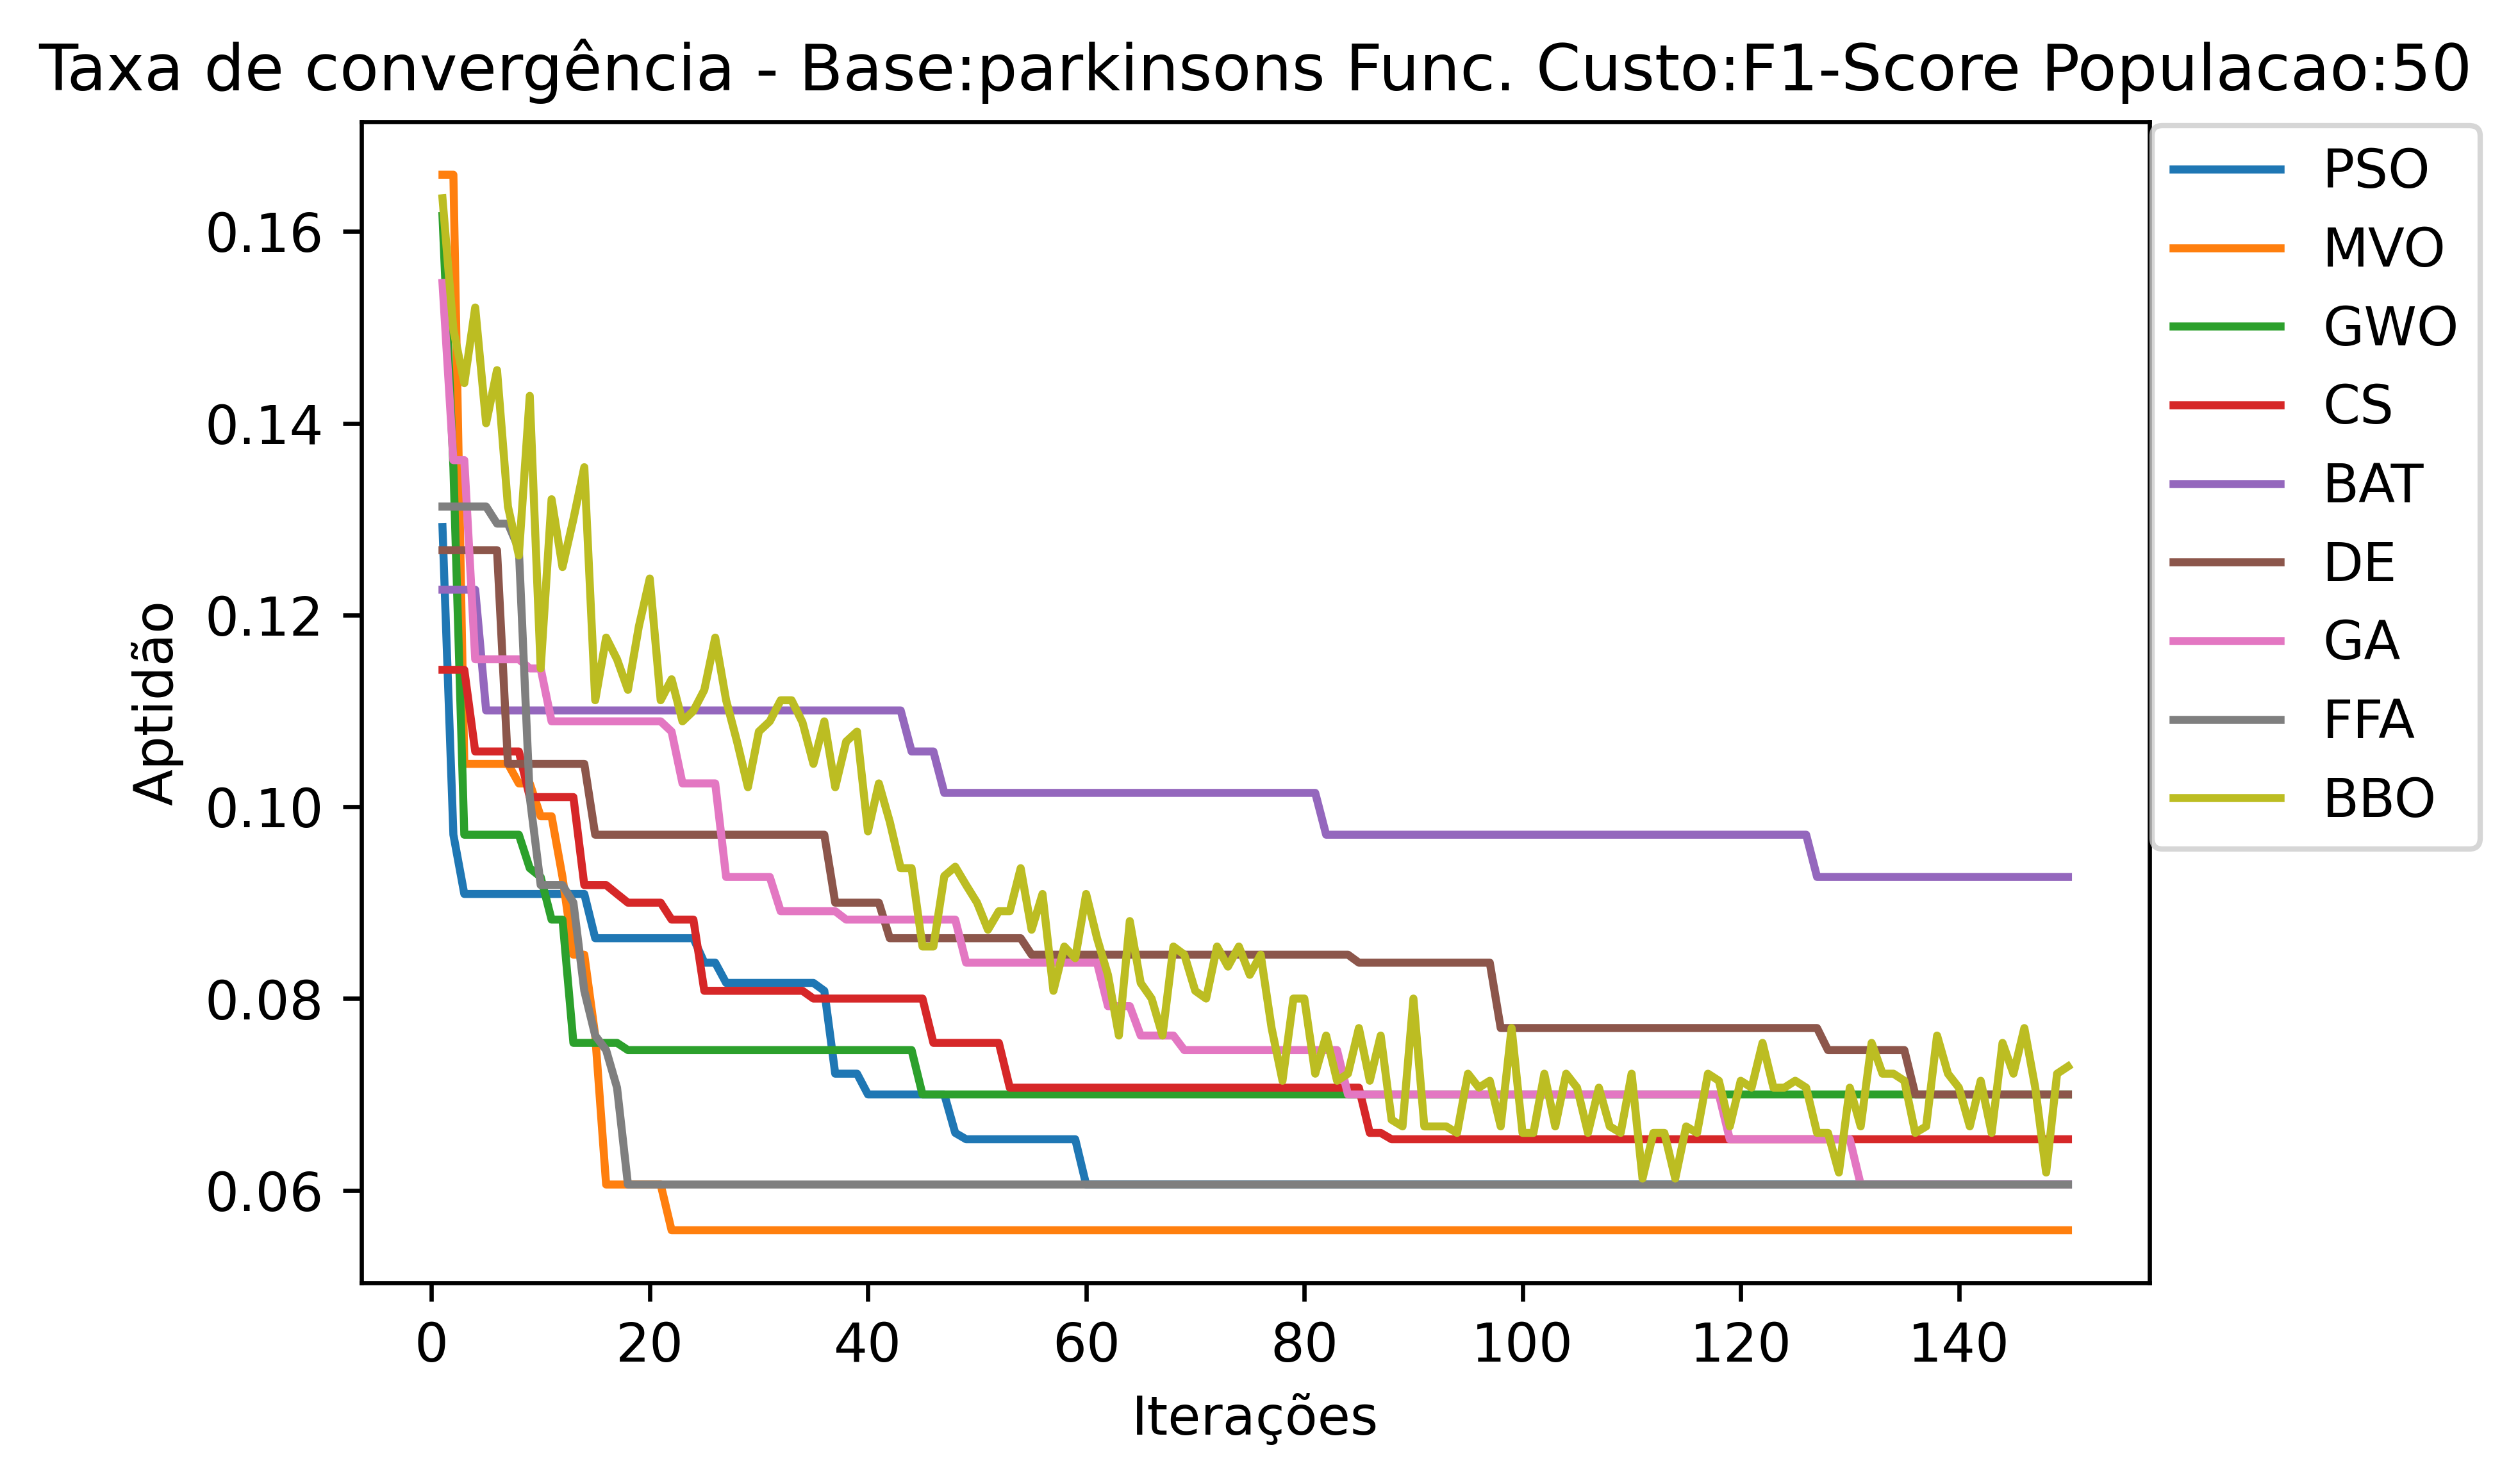 Taxa de convergência - Base:parkinsons Func. Custo:F1-Score Populacao:50
PSO
MVO
GWO
CS
BAT
DE
GA
FFA
BBO
Aptidão
0.16
0.14
0.12
0.10
0.08
0.06
0 20 40 60 80 100 120 140
Iterações